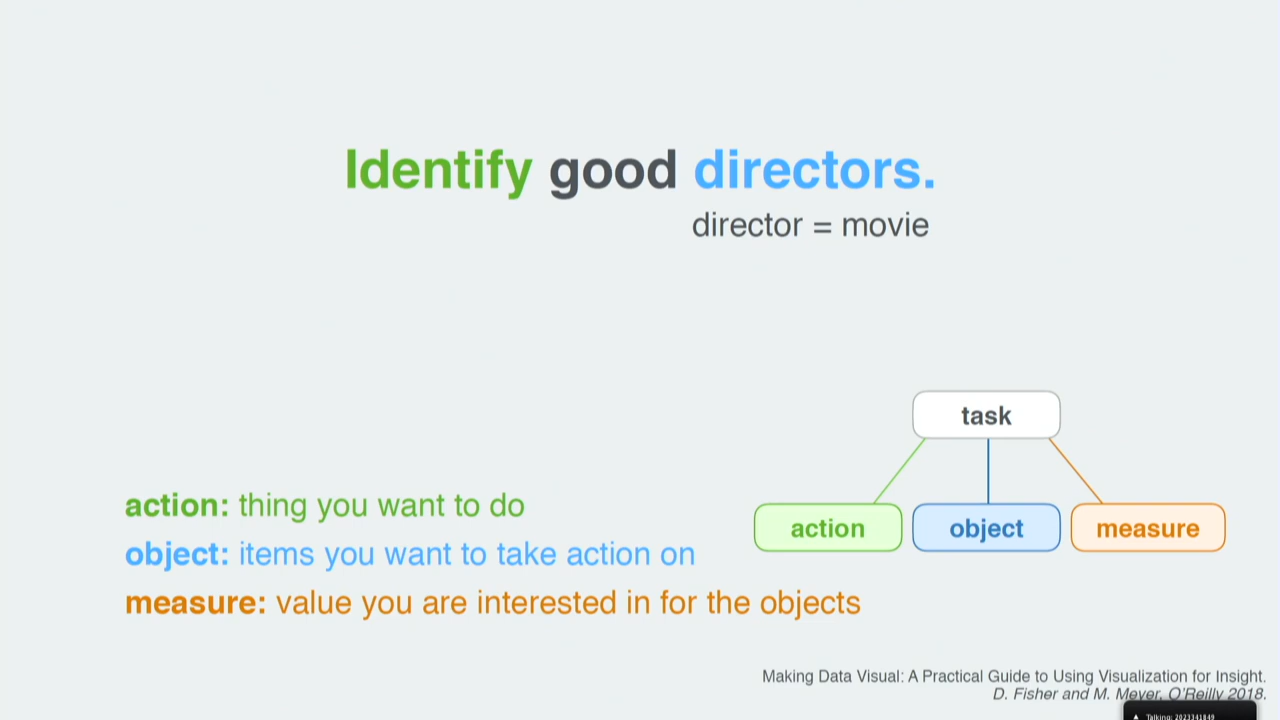 Identify good directors.
director = movie
task
action object measure
action: thing you want to do
object: items you want to take action on
measure: value you are interested in for the objects
Making Data Visual: A Practical Guide to Using Visualization for Insight.
D. Fisher and M. Meyer, O'Reilly 2018.
Talking: 2023341849